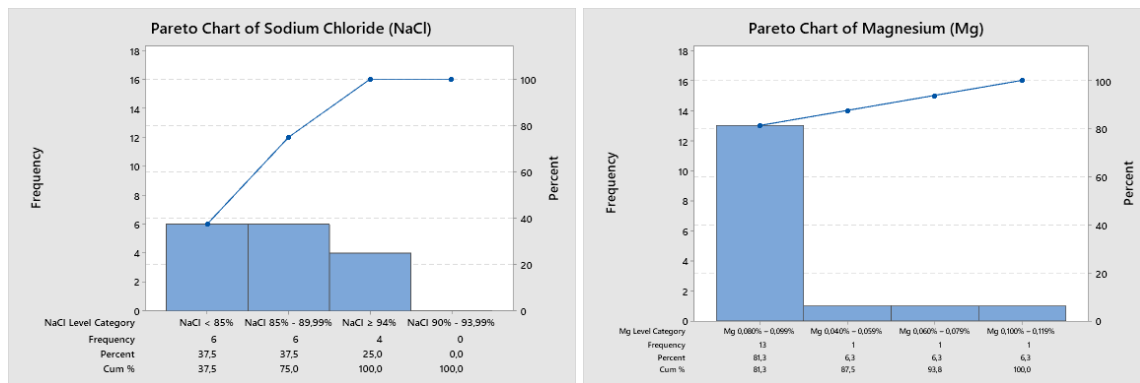 Pareto Chart of Sodium Chloride (NaCl)
18
16
14
12
10
8
6
4
2
0
Frequency
100
80
60
40
20
0
Percent
NaCl Level Category NaCl < 85% NaCl 85% - 89,99% NaCl ≥ 94% NaCl 90% - 93,99%
Frequency 6 6 4 0
Percent 37,5 37,5 25,0 0,0
Cum % 37,5 75,0 100,0 100,0
Pareto Chart of Magnesium (Mg)
18
16
14
12
10
8
6
4
2
0
Frequency
100
80
60
40
20
0
Percent
Mg Level Category Mg 0,080% – 0,099% Mg 0,040% – 0,059% Mg 0,060% – 0,079% Mg 0,100% – 0,119%
Frequency 13 1 1 1
Percent 81,3 6,3 6,3 6,3
Cum % 81,3 87,5 93,8 100,0